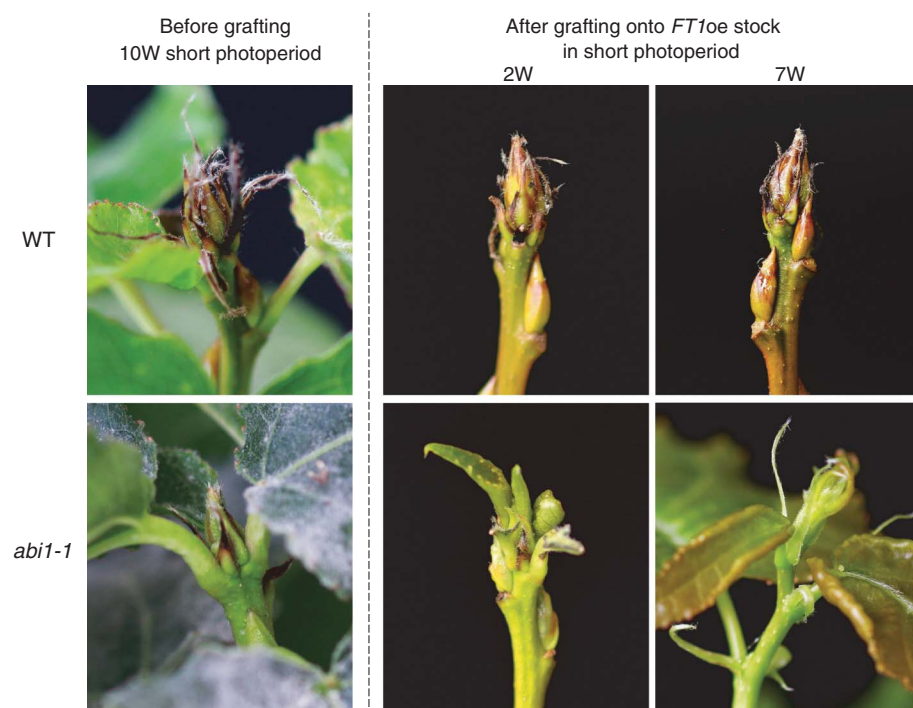 Before grafting
10W short photoperiod
After grafting onto FT1oe stock
in short photoperiod
2W
7W
WT
abi1-1